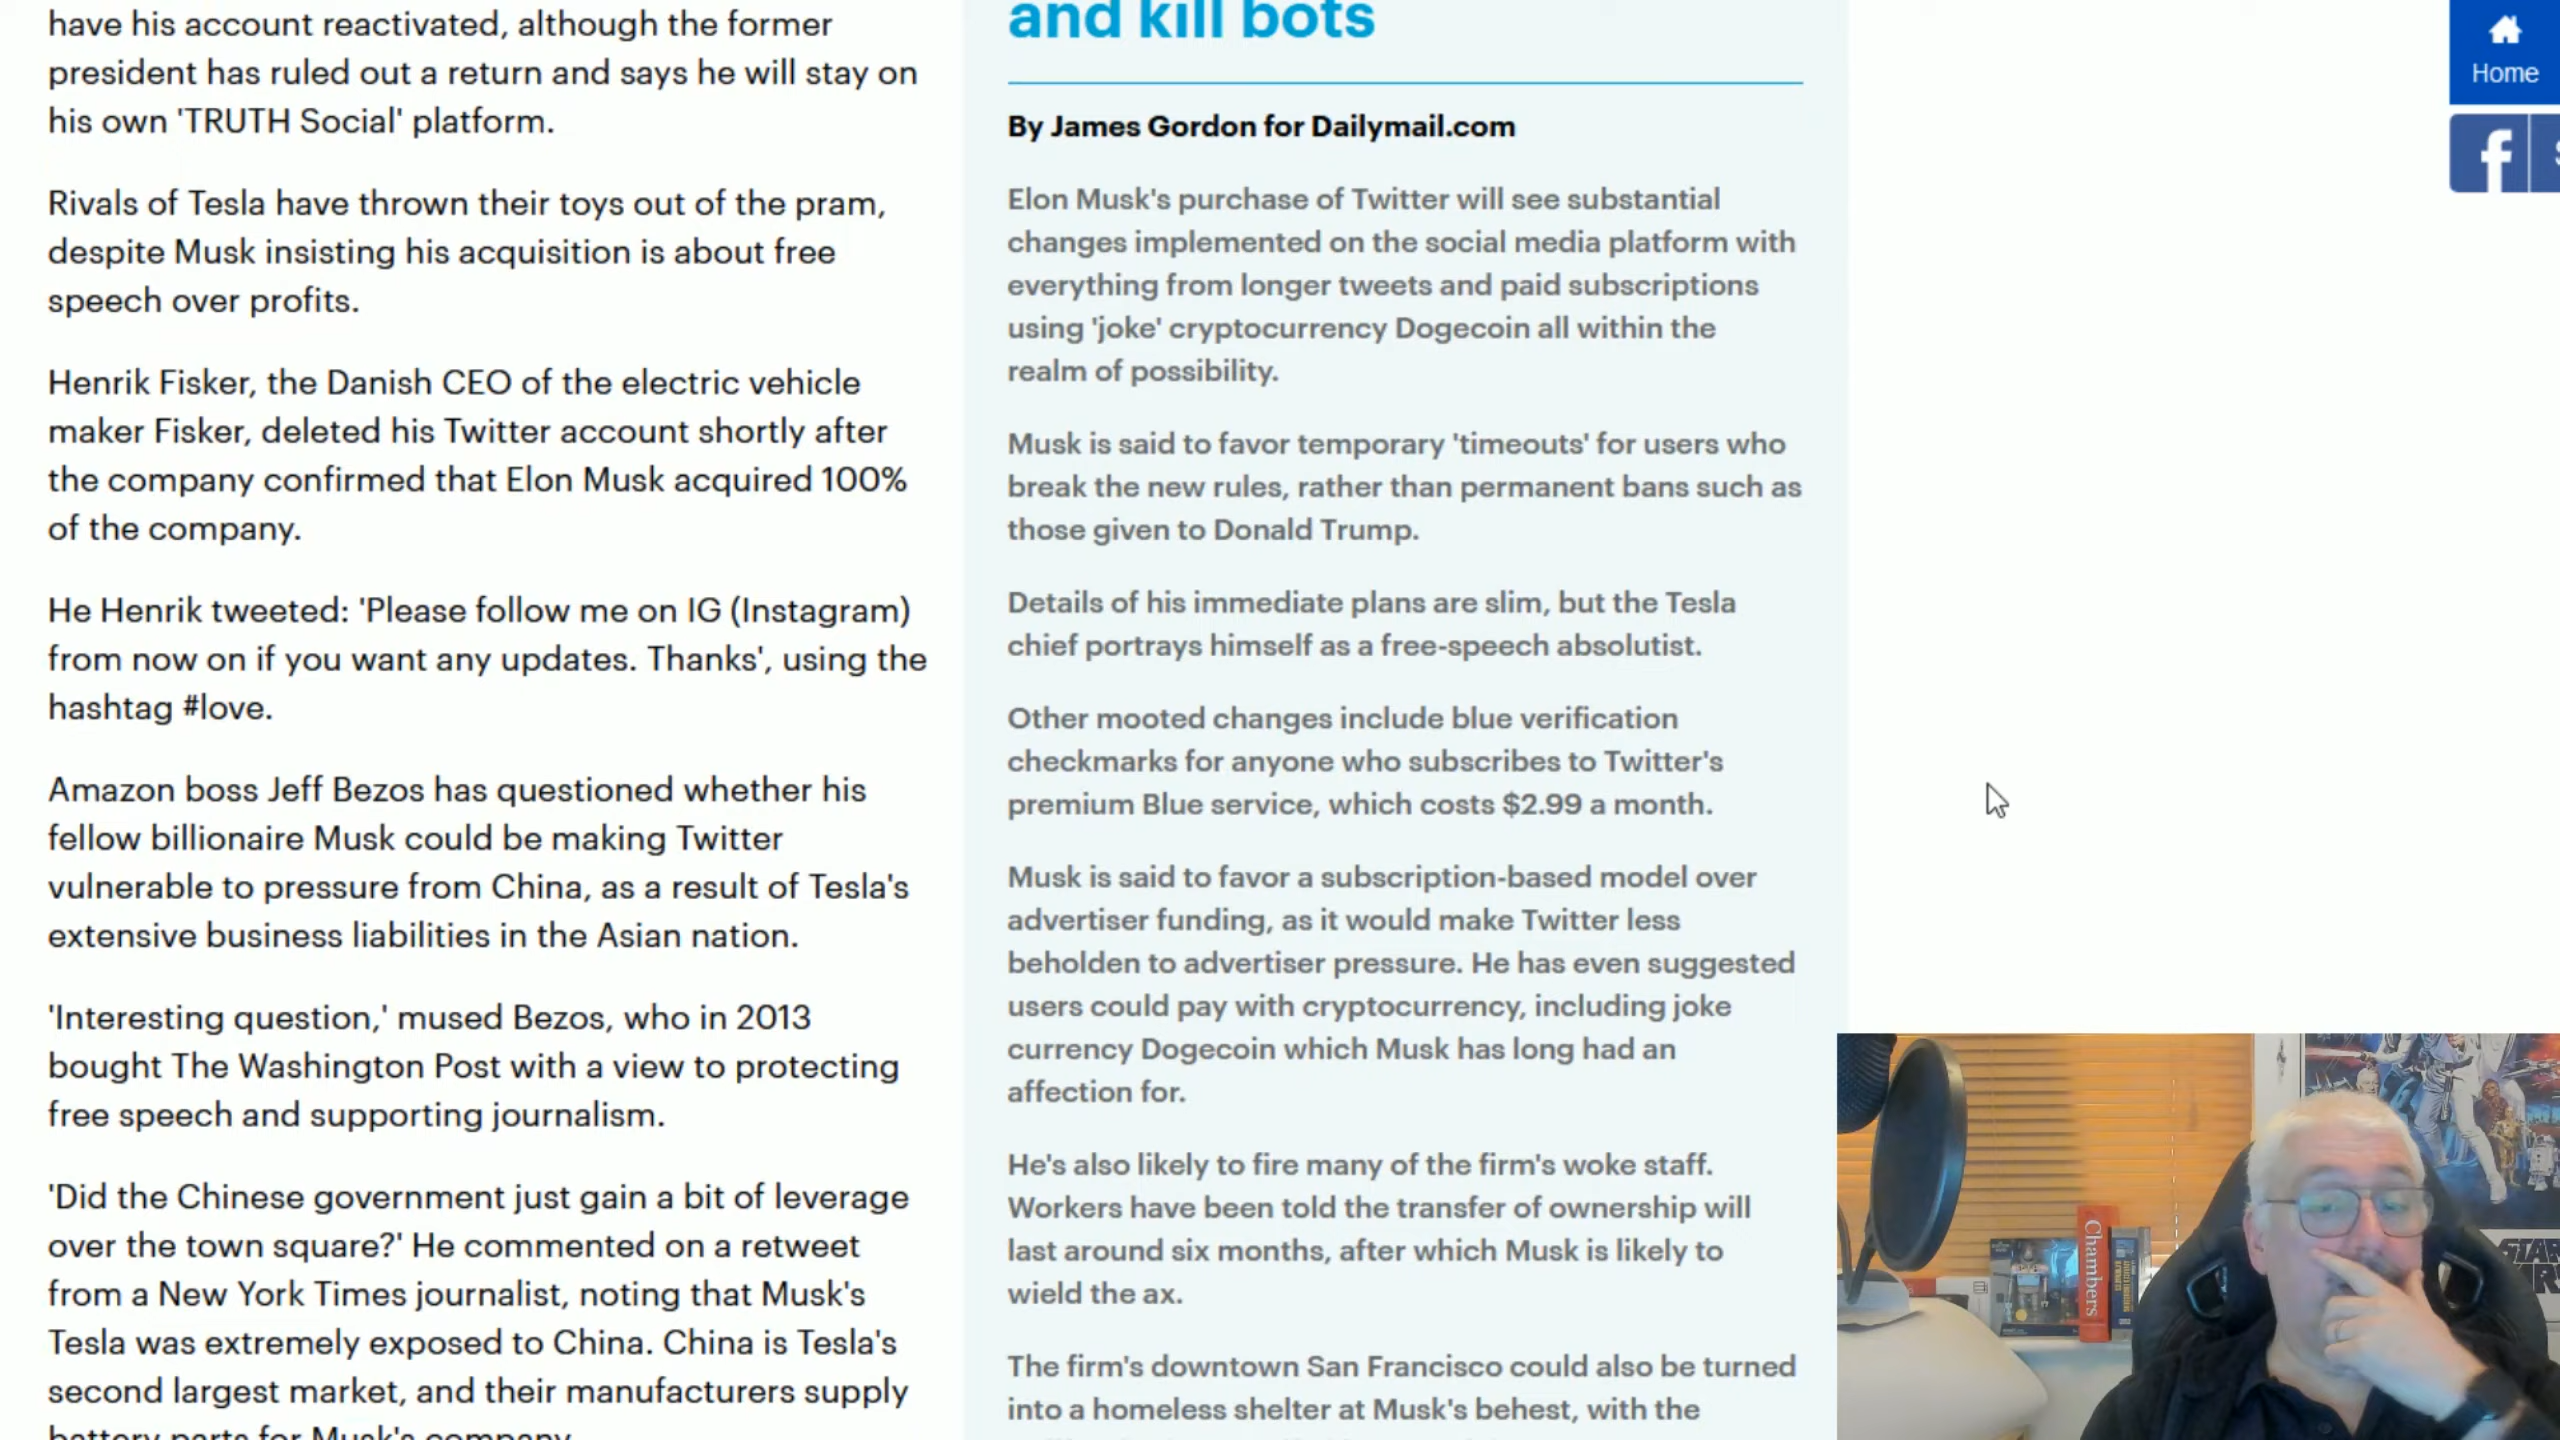 have his account reactivated, although the former
president has ruled out a return and says he will stay on
his own 'TRUTH Social' platform.
Rivals of Tesla have thrown their toys out of the pram,
despite Musk insisting his acquisition is about free
speech over profits.
Henrik Fisker, the Danish CEO of the electric vehicle
maker Fisker, deleted his Twitter account shortly after
the company confirmed that Elon Musk acquired 100%
of the company.
He Henrik tweeted: 'Please follow me on IG (Instagram)
from now on if you want any updates. Thanks', using the
hashtag #love.
Amazon boss Jeff Bezos has questioned whether his
fellow billionaire Musk could be making Twitter
vulnerable to pressure from China, as a result of Tesla's
extensive business liabilities in the Asian nation.
'Interesting question,' mused Bezos, who in 2013
bought The Washington Post with a view to protecting
free speech and supporting journalism.
'Did the Chinese government just gain a bit of leverage
over the town square?' He commented on a retweet
from a New York Times journalist, noting that Musk's
Tesla was extremely exposed to China. China is Tesla's
second largest market, and their manufacturers supply
battery parts for Musk's company
and kill bots
By James Gordon for Dailymail.com
Elon Musk's purchase of Twitter will see substantial
changes implemented on the social media platform with
everything from longer tweets and paid subscriptions
using 'joke' cryptocurrency Dogecoin all within the
realm of possibility.
Musk is said to favor temporary 'timeouts' for users who
break the new rules, rather than permanent bans such as
those given to Donald Trump.
Details of his immediate plans are slim, but the Tesla
chief portrays himself as a free-speech absolutist.
Other mooted changes include blue verification
checkmarks for anyone who subscribes to Twitter's
premium Blue service, which costs $2.99 a month.
Musk is said to favor a subscription-based model over
advertiser funding, as it would make Twitter less
beholden to advertiser pressure. He has even suggested
users could pay with cryptocurrency, including joke
currency Dogecoin which Musk has long had an
affection for.
He's also likely to fire many of the firm's woke staff.
Workers have been told the transfer of ownership will
last around six months, after which Musk is likely to
wield the ax.
The firm's downtown San Francisco could also be turned
into a homeless shelter at Musk's behest, with the
Home
f
Chambers